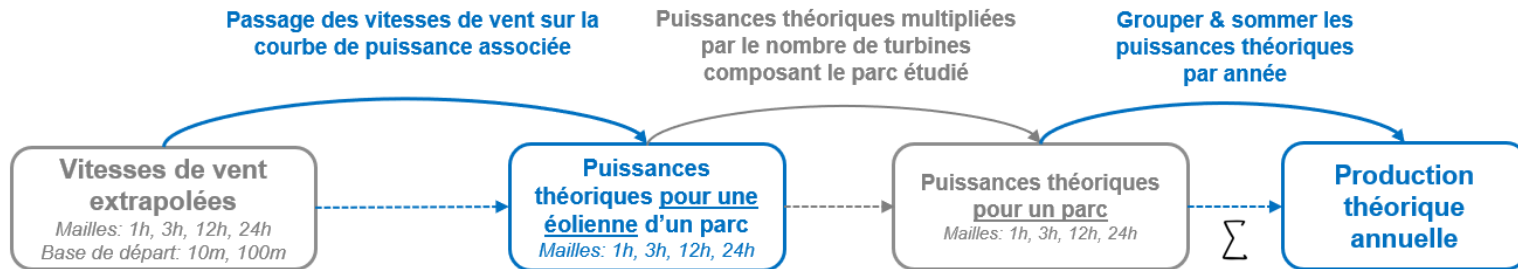 Passage des vitesses de vent sur la
courbe de puissance associée
Puissances théoriques multipliées
par le nombre de turbines
composant le parc étudié
Grouper & sommer les
puissances théoriques
par année
Vitesses de vent
extrapolées
Mailles: 1h, 3h, 12h, 24h
Base de départ: 10m, 100m
Puissances
théoriques pour une
éolienne d'un parc
Mailles: 1h, 3h, 12h, 24h
Puissances théoriques
pour un parc
Mailles: 1h, 3h, 12h, 24h
∑
Production
théorique
annuelle